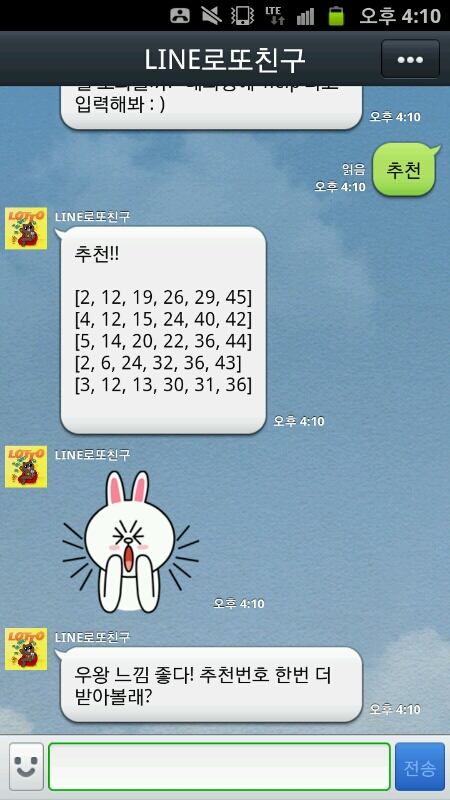 LTE
오후 4:10
LINE로또친구
입력해봐 : )
오후 4:10
추천
읽음
오후 4:10
LOTTO
LINE로또친구
추천!!
[2, 12, 19, 26, 29, 45]
[4, 12, 15, 24, 40, 42]
[5, 14, 20, 22, 36, 44]
[2, 6, 24, 32, 36, 43]
[3, 12, 13, 30, 31, 36]
오후 4:10
LOTTO
LINE로또친구
오후 4:10
LOTTO
LINE로또친구
우왕 느낌 좋다! 추천번호 한번 더
받아볼래?
오후 4:10
전송